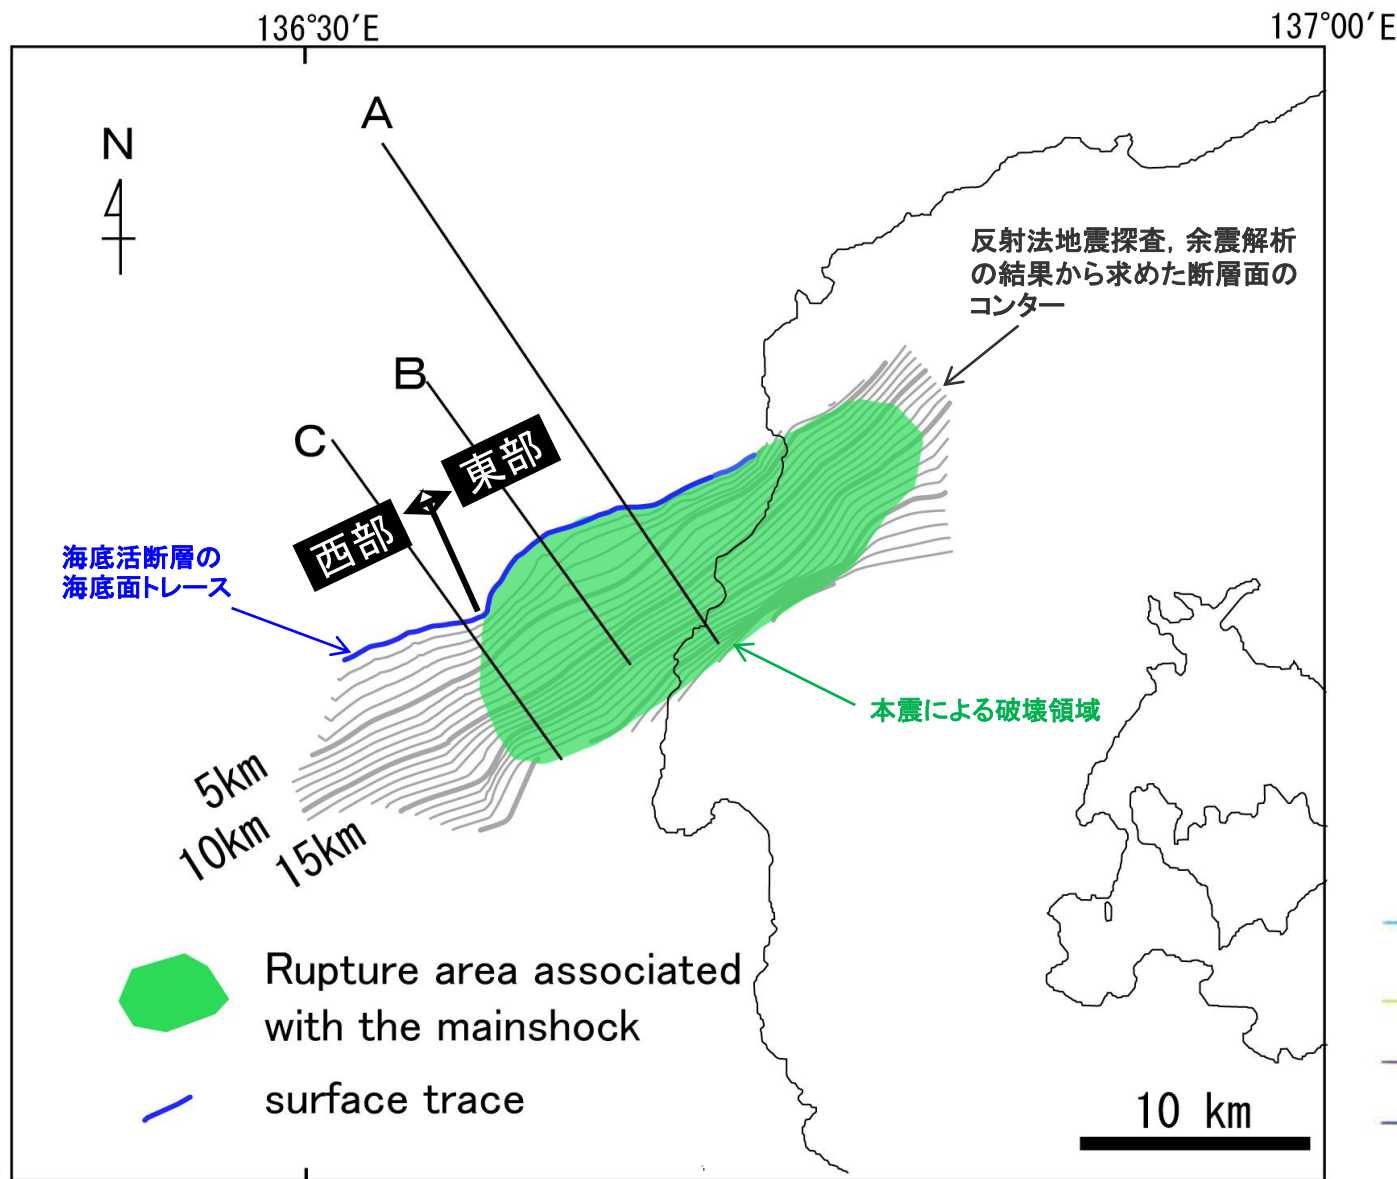 136°30′E
137°00′E
A
N
反射法地震探査, 余震解析
の結果から求めた断層面の
コンター
B
C
東部
西部
海底活断層の
海底面トレース
本震による破壊領域
5km
10km
15km
Rupture area associated
with the mainshock
surface trace
10 km